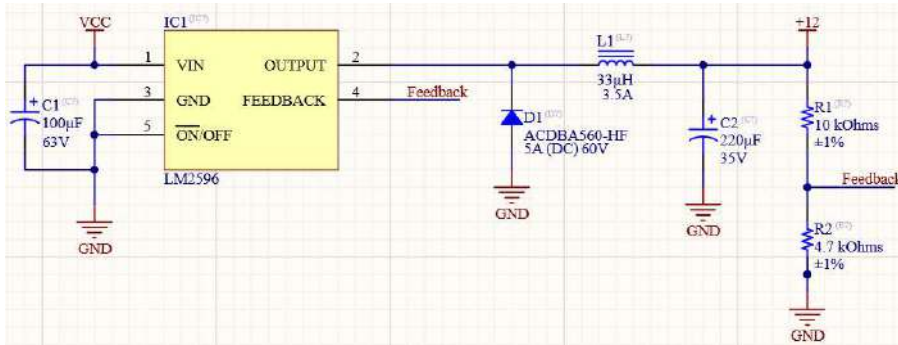 VCC
IC1
1 VIN
OUTPUT 2
3 GND
FEEDBACK 4
Feedback
5 ON/OFF
LM2596
C1
100μF
63V
GND
D1
ACDBA560-HF
5A (DC) 60V
GND
L1
33μH
3.5A
C2
220μF
35V
GND
+12
R1
10 kOhms
±1%
Feedback
R2
4.7 kOhms
±1%
GND